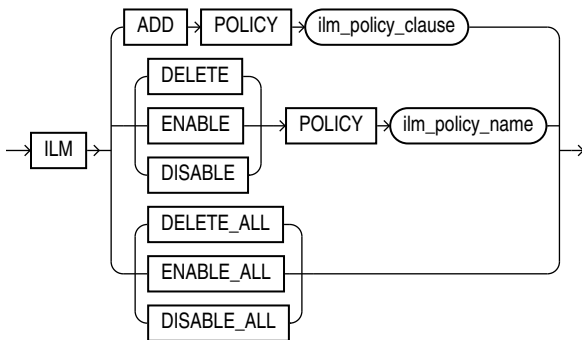 ADD POLICY ilm_policy_clause
DELETE
ENABLE POLICY ilm_policy_name
ILM
DISABLE
DELETE_ALL
ENABLE_ALL
DISABLE_ALL